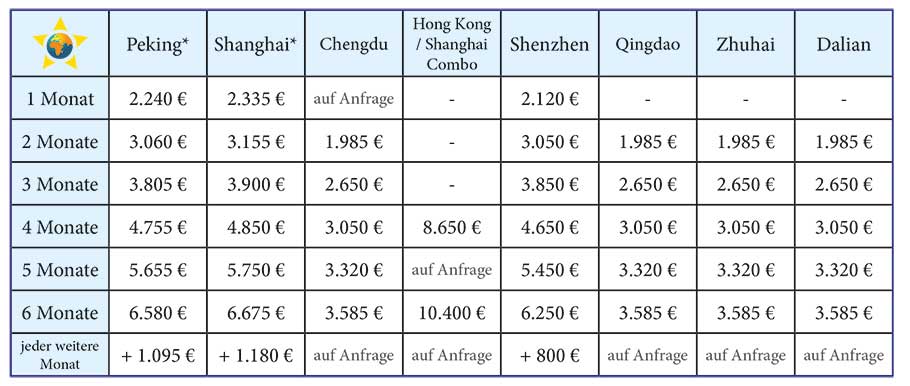 Peking* Shanghai* Chengdu Hong Kong / Shanghai Combo Shenzhen Qingdao Zhuhai Dalian
1 Monat 2.240 € 2.335 € auf Anfrage - 2.120 € - - -
2 Monate 3.060 € 3.155 € 1.985 € - 3.050 € 1.985 € 1.985 € 1.985 €
3 Monate 3.805 € 3.900 € 2.650 € - 3.850 € 2.650 € 2.650 € 2.650 €
4 Monate 4.755 € 4.850 € 3.050 € 8.650 € 4.650 € 3.050 € 3.050 € 3.050 €
5 Monate 5.655 € 5.750 € 3.320 € auf Anfrage 5.450 € 3.320 € 3.320 € 3.320 €
6 Monate 6.580 € 6.675 € 3.585 € 10.400 € 6.250 € 3.585 € 3.585 € 3.585 €
jeder weitere Monat + 1.095 € + 1.180 € auf Anfrage auf Anfrage + 800 € auf Anfrage auf Anfrage auf Anfrage